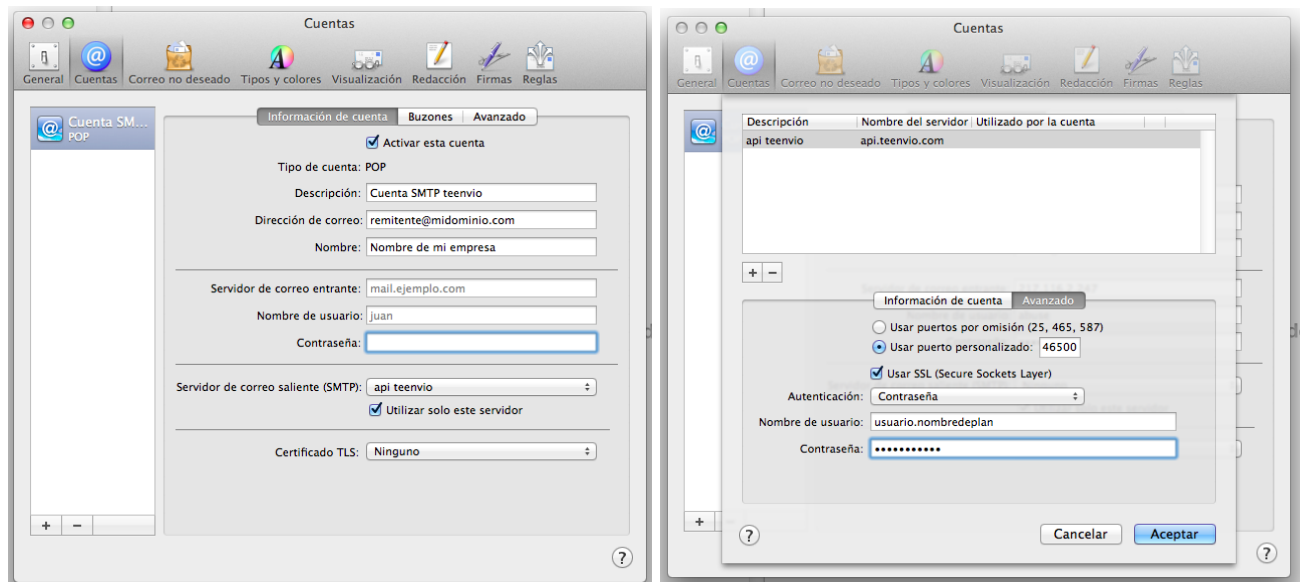 Cuentas
General Cuentas Correo no deseado Tipos y colores Visualización Redacción Firmas Reglas
Cuenta SM...
POP
Información de cuenta Buzones Avanzado
Activar esta cuenta
Tipo de cuenta: POP
Descripción: Cuenta SMTP teenvio
Dirección de correo: remitente@midominio.com
Nombre: Nombre de mi empresa
Servidor de correo entrante: mail.ejemplo.com
Nombre de usuario: juan
Contraseña:
Servidor de correo saliente (SMTP): api teenvio
Utilizar solo este servidor
Certificado TLS: Ninguno
+ −
?
Cuentas
General Cuentas Correo no deseado Tipos y colores Visualización Redacción Firmas Reglas
Descripción Nombre del servidor Utilizado por la cuenta
api teenvio api.teenvio.com
+ −
Información de cuenta Avanzado
Usar puertos por omisión (25, 465, 587)
Usar puerto personalizado: 46500
Usar SSL (Secure Sockets Layer)
Autenticación: Contraseña
Nombre de usuario: usuario.nombredeplan
Contraseña: •••••••••••
+
? Cancelar Aceptar
?